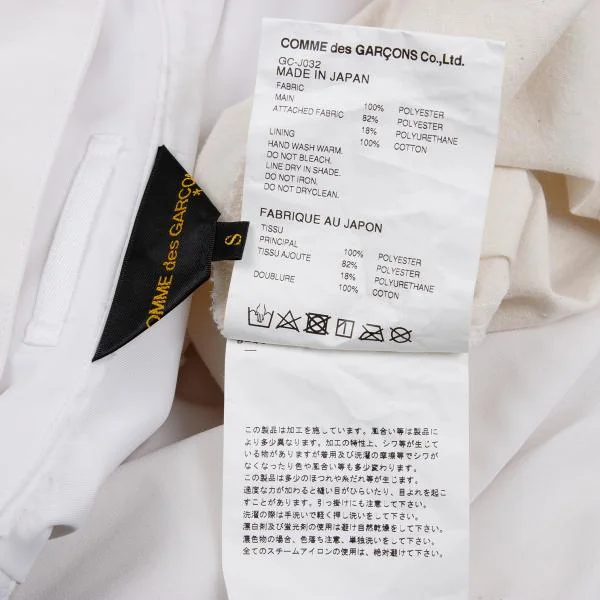 COMME des GARÇONS Co.,Ltd.
GC-J032
MADE IN JAPAN
FABRIC
MAIN 100% POLYESTER
ATTACHED FABRIC 82% POLYESTER
18% POLYURETHANE
LINING 100% COTTON
HAND WASH WARM.
DO NOT BLEACH.
LINE DRY IN SHADE.
DO NOT IRON.
DO NOT DRYCLEAN.
FABRIQUE AU JAPON
TISSU
PRINCIPAL 100% POLYESTER
TISSU AJOUTE 82% POLYESTER
18% POLYURETHANE
DOUBLURE 100% COTON
COMME des GARÇON
*
S
この製品は加工を施しています。風合い等は製品に
より多少異なります。加工の特性上、シワ等が生じて
いる物がありますが着用及び洗濯の摩擦等でシワが
なくなったり色や風合い等も多少変わります。
この製品は多少のほつれや糸だれ等が生じます。
過度な力が加わると縫い目がひらいたり、目よれを起こ
すことがあります。引っ掛けにも注意して下さい。
洗濯の際は手洗いで軽く押し洗いをして下さい。
漂白剤及び蛍光剤の使用は避け自然乾燥をして下さい。
濃色物の場合、色落ち注意、単独洗いをして下さい。
全てのスチームアイロンの使用は、絶対避けて下さい。